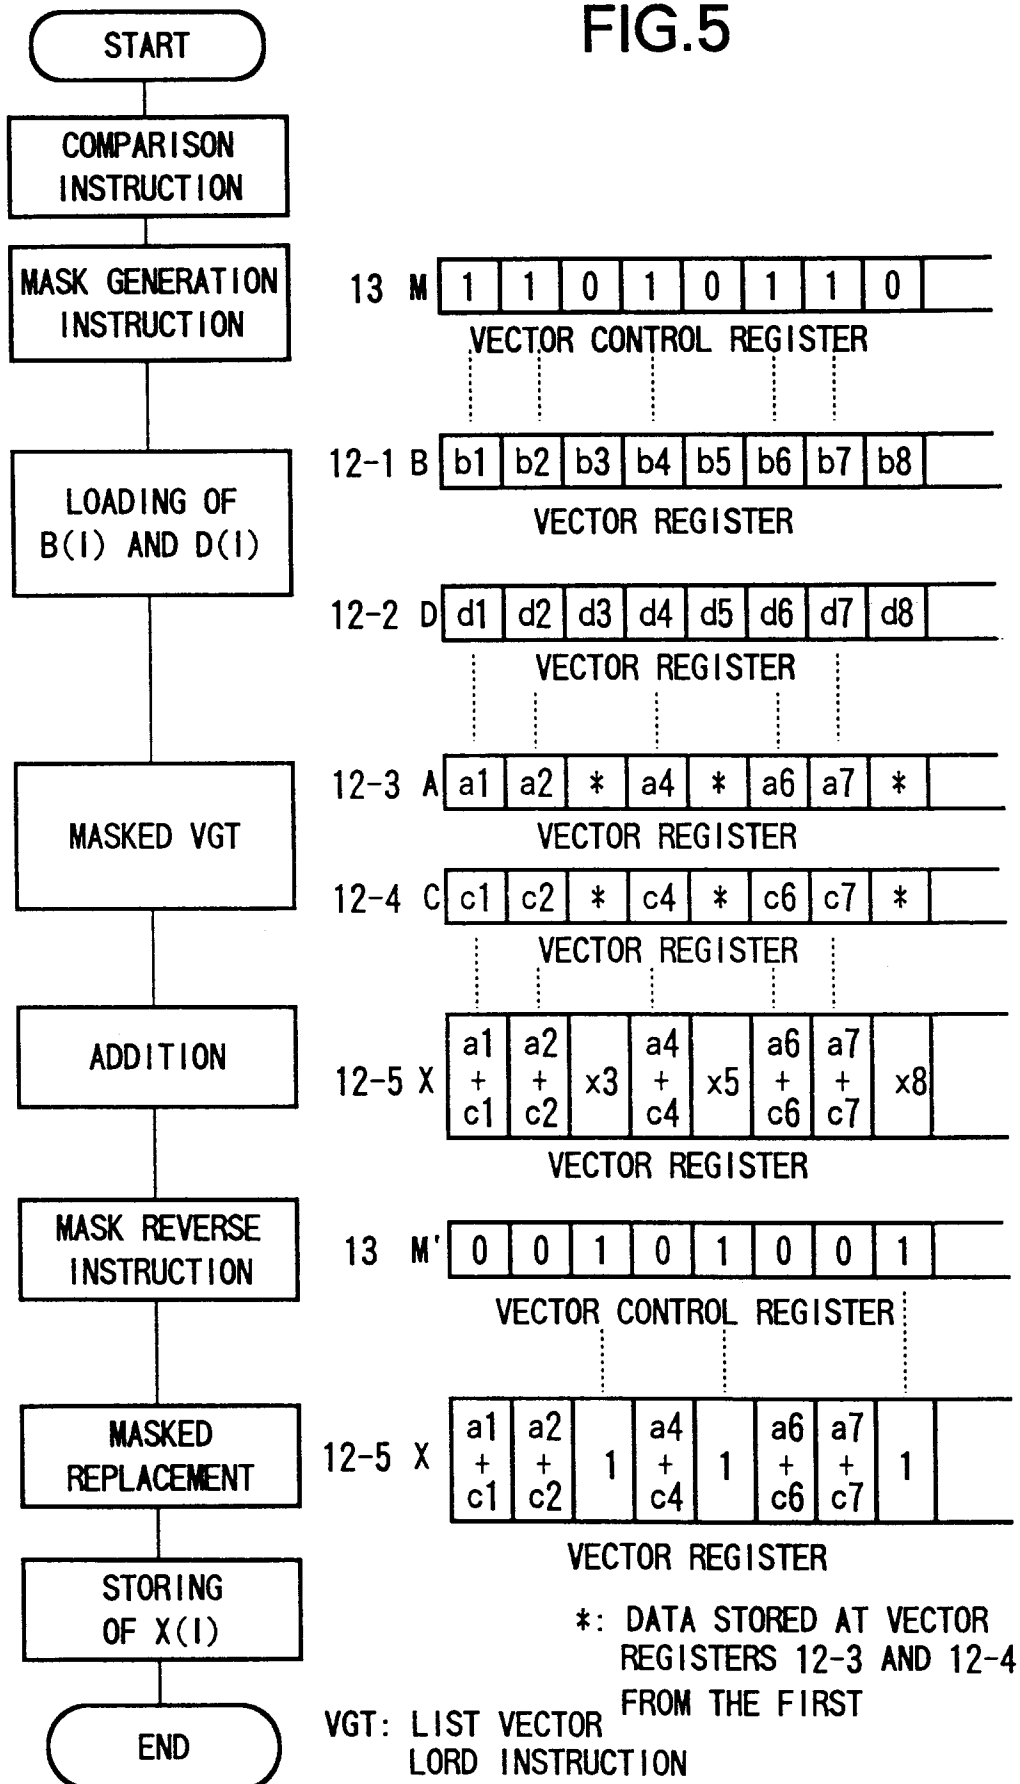 FIG.5
START
COMPARISON
INSTRUCTION
MASK GENERATION
INSTRUCTION
13 M 1 1 0 1 0 1 1 0
VECTOR CONTROL REGISTER
LOADING OF
B(I) AND D(I)
12-1 B b1 b2 b3 b4 b5 b6 b7 b8
VECTOR REGISTER
12-2 D d1 d2 d3 d4 d5 d6 d7 d8
VECTOR REGISTER
MASKED VGT
12-3 A a1 a2 * a4 * a6 a7 *
VECTOR REGISTER
12-4 C c1 c2 * c4 * c6 c7 *
VECTOR REGISTER
ADDITION
a1 a2 a4 a6 a7
12-5 X + + x3 + x5 + + x8
c1 c2 c4 c6 c7
VECTOR REGISTER
MASK REVERSE
INSTRUCTION
13 M' 0 0 1 0 1 0 0 1
VECTOR CONTROL REGISTER
MASKED
REPLACEMENT
a1 a2 a4 a6 a7
12-5 X + + 1 + 1 + + 1
c1 c2 c4 c6 c7
VECTOR REGISTER
STORING
OF X(I)
*: DATA STORED AT VECTOR
REGISTERS 12-3 AND 12-4
FROM THE FIRST
END
VGT: LIST VECTOR
LORD INSTRUCTION